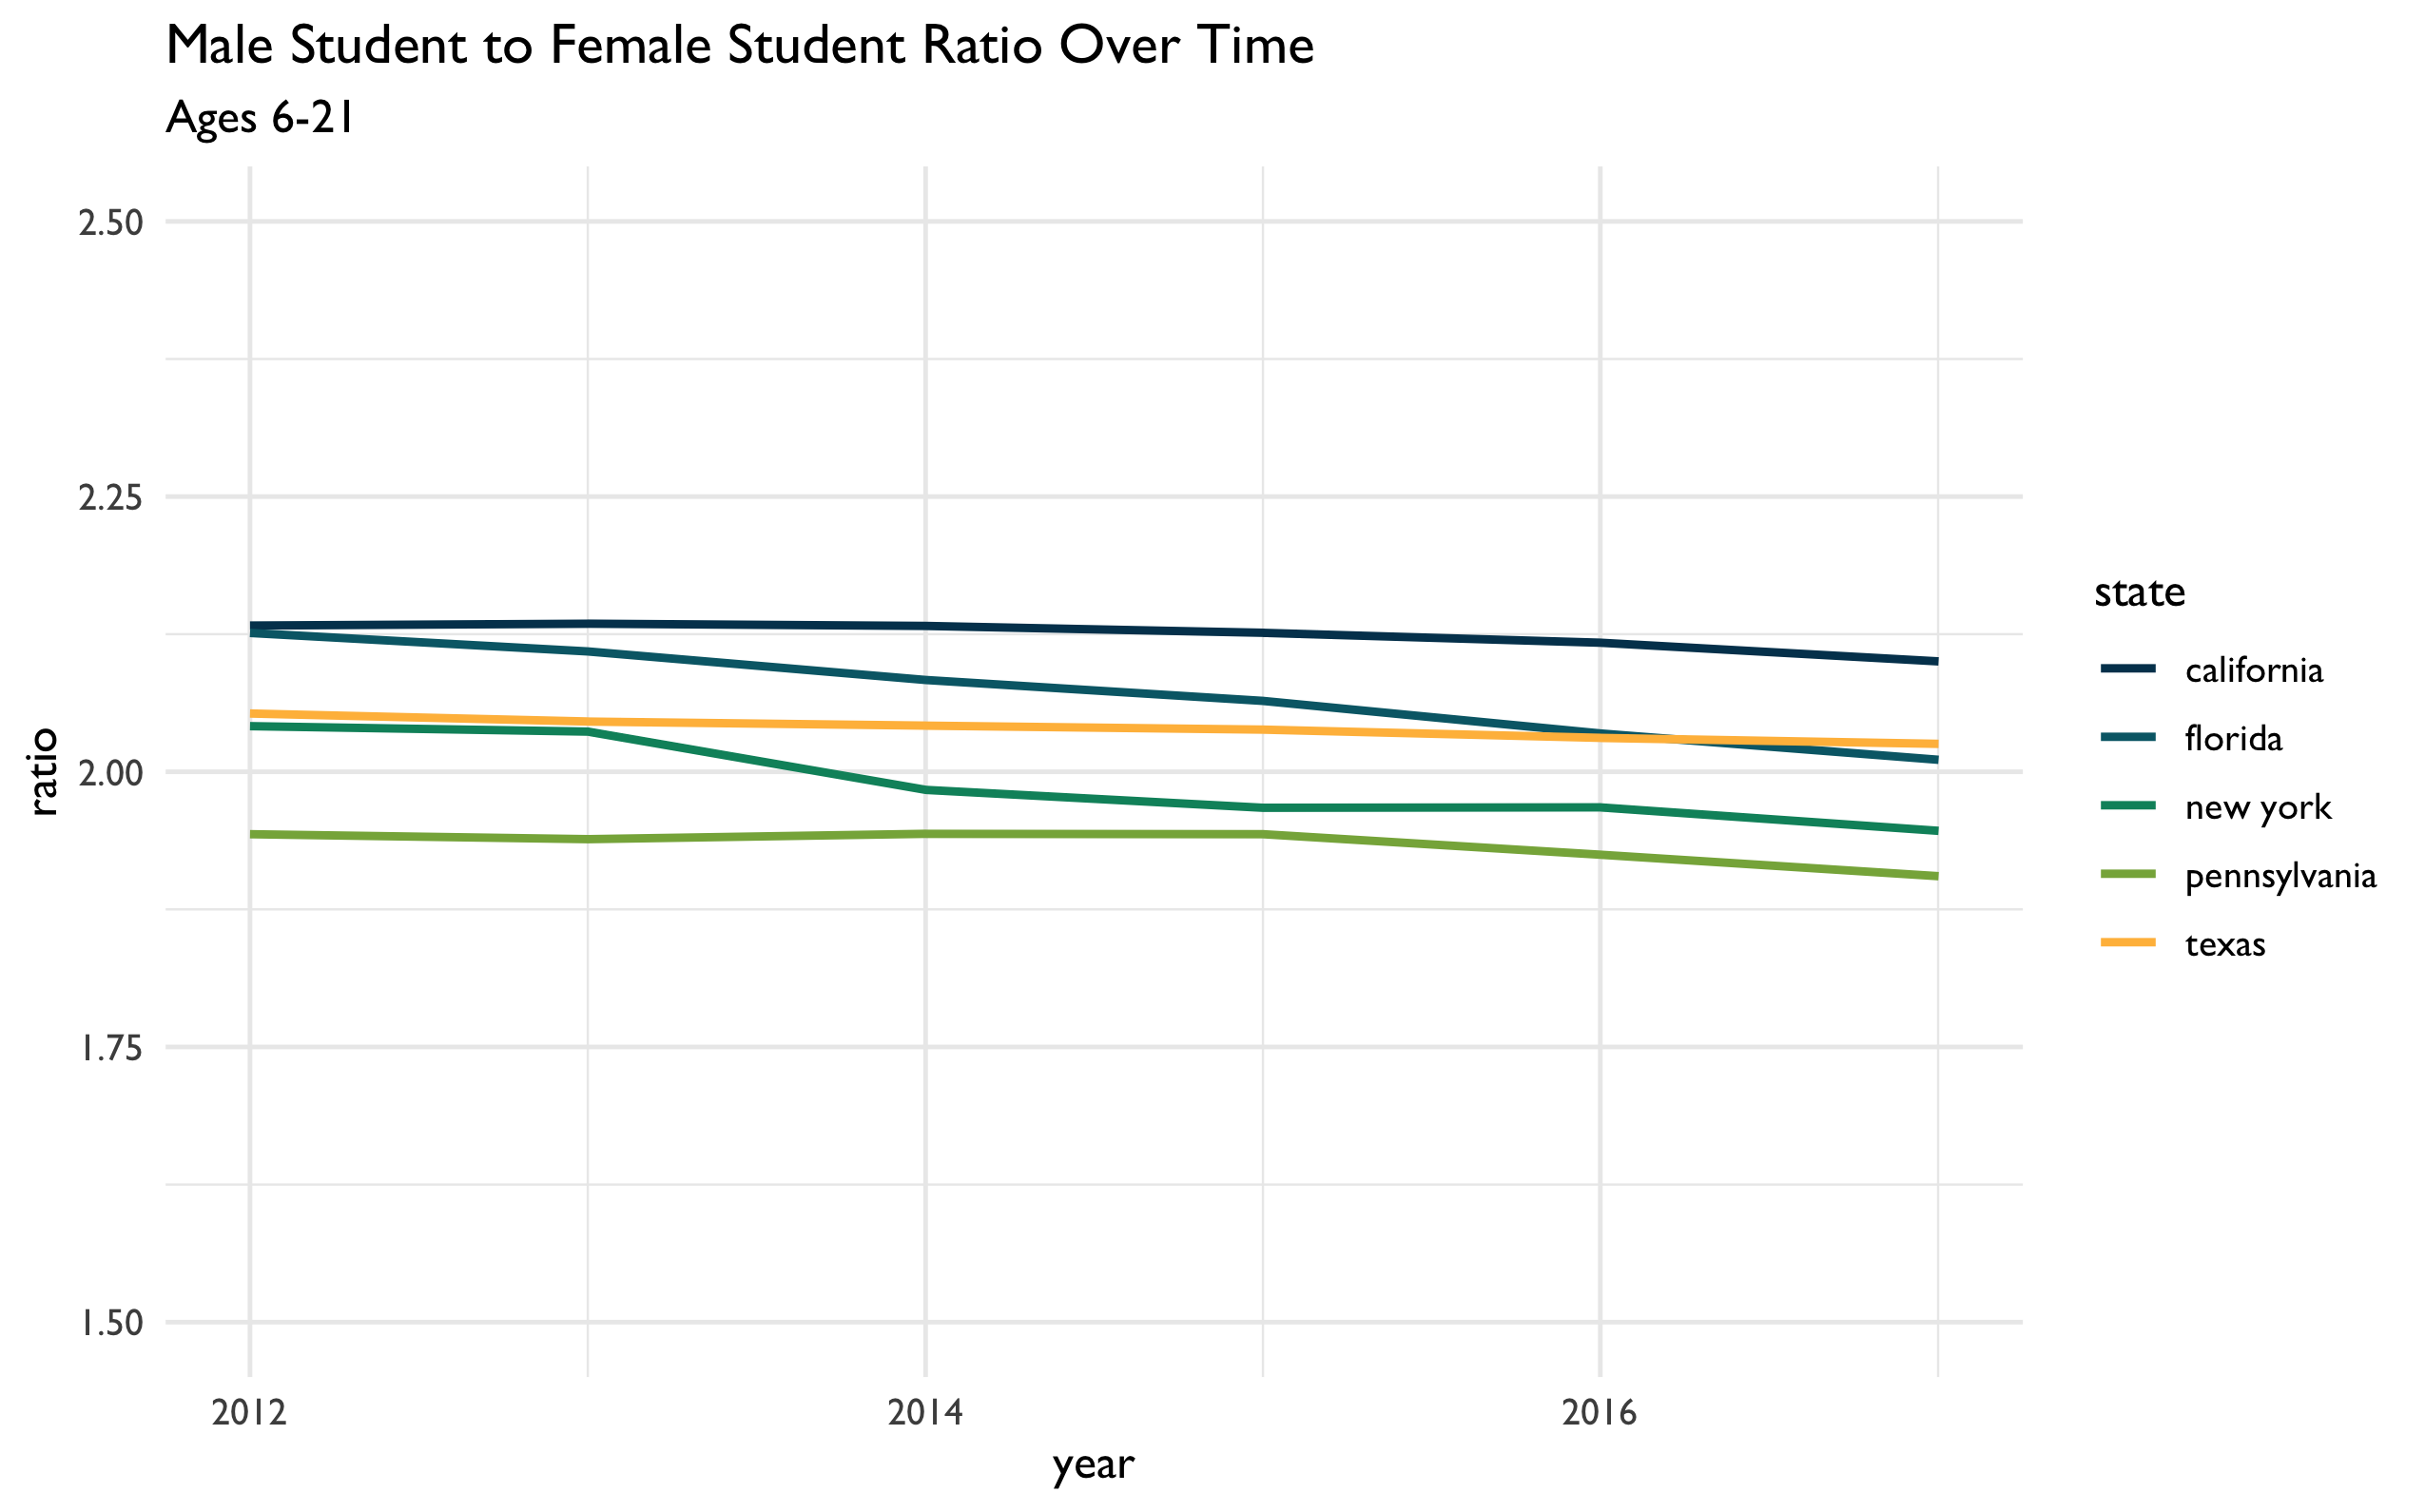 Male Student to Female Student Ratio Over Time
Ages 6-21
2.50
2.25
2.00
1.75
1.50
ratio
2012
2014
2016
year
state
california
florida
new york
pennsylvania
texas